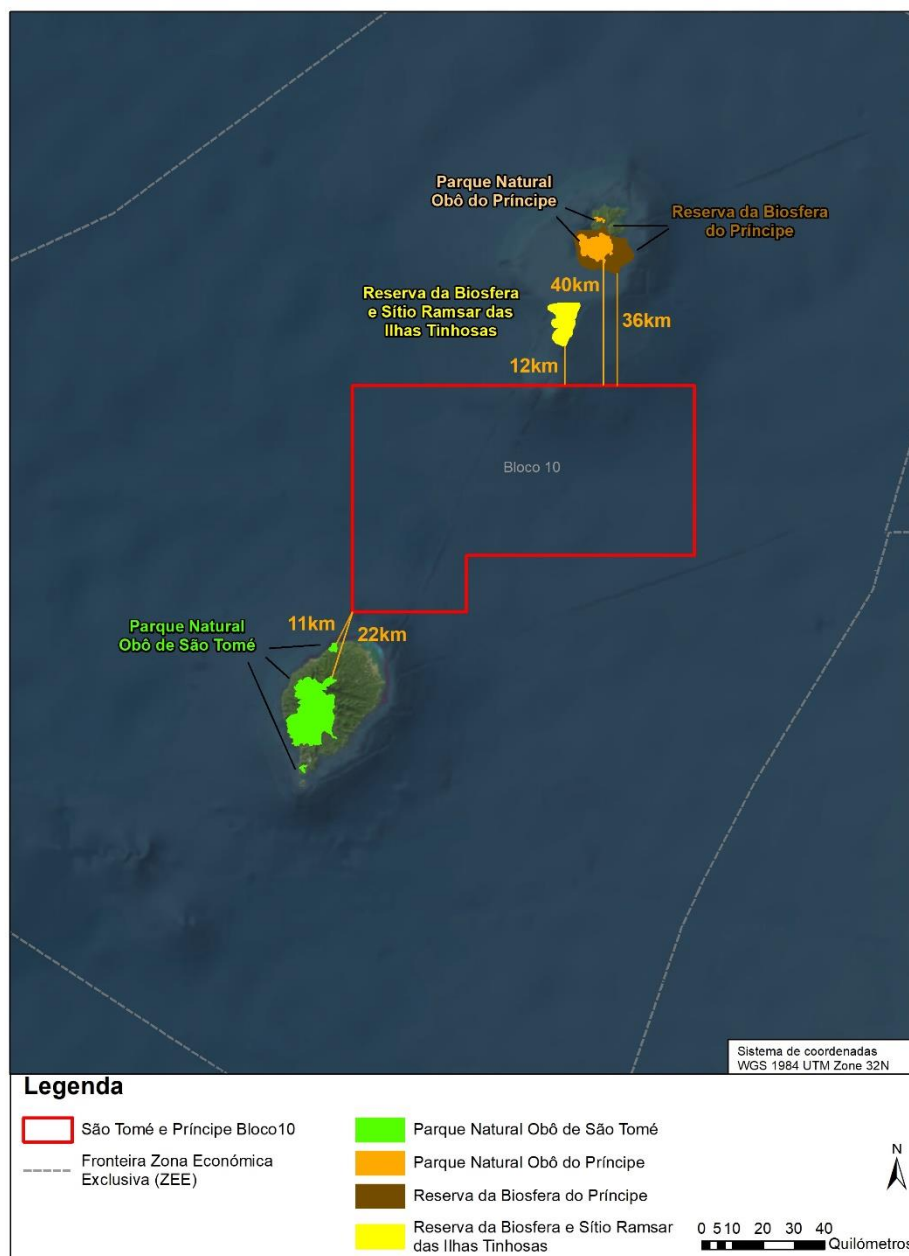 Parque Natural
Obô do Príncipe
Reserva da Biosfera
do Príncipe
40km
Reserva da Biosfera
e Sítio Ramsar das
Ilhas Tinhosas
36km
12km
Bloco 10
11km
22km
Parque Natural
Obô de São Tomé
Sistema de coordenadas
WGS 1984 UTM Zone 32N
Legenda
São Tomé e Príncipe Bloco10
Fronteira Zona Económica
Exclusiva (ZEE)
Parque Natural Obô de São Tomé
Parque Natural Obô do Príncipe
Reserva da Biosfera do Príncipe
Reserva da Biosfera e Sítio Ramsar
das Ilhas Tinhosas
N
0 5 10 20 30 40
Quilómetros